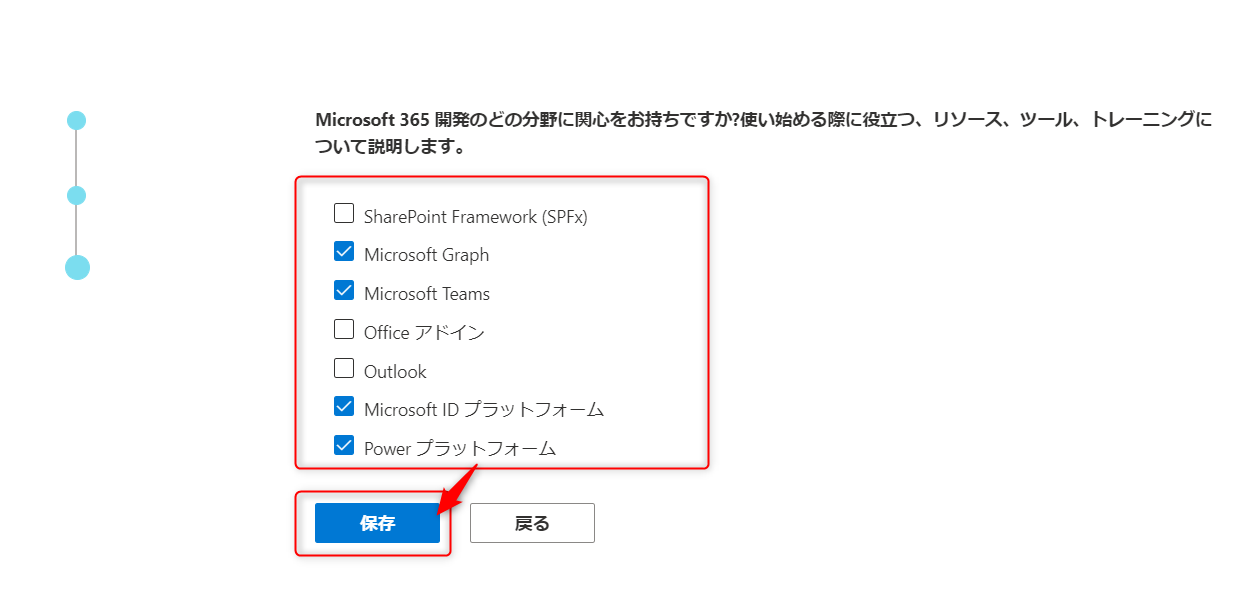 Microsoft 365 開発のどの分野に関心をお持ちですか?使い始める際に役立つ、リソース、ツール、トレーニングに
ついて説明します。
SharePoint Framework (SPFx)
Microsoft Graph
Microsoft Teams
Office アドイン
Outlook
Microsoft ID プラットフォーム
Power プラットフォーム
保存
戻る